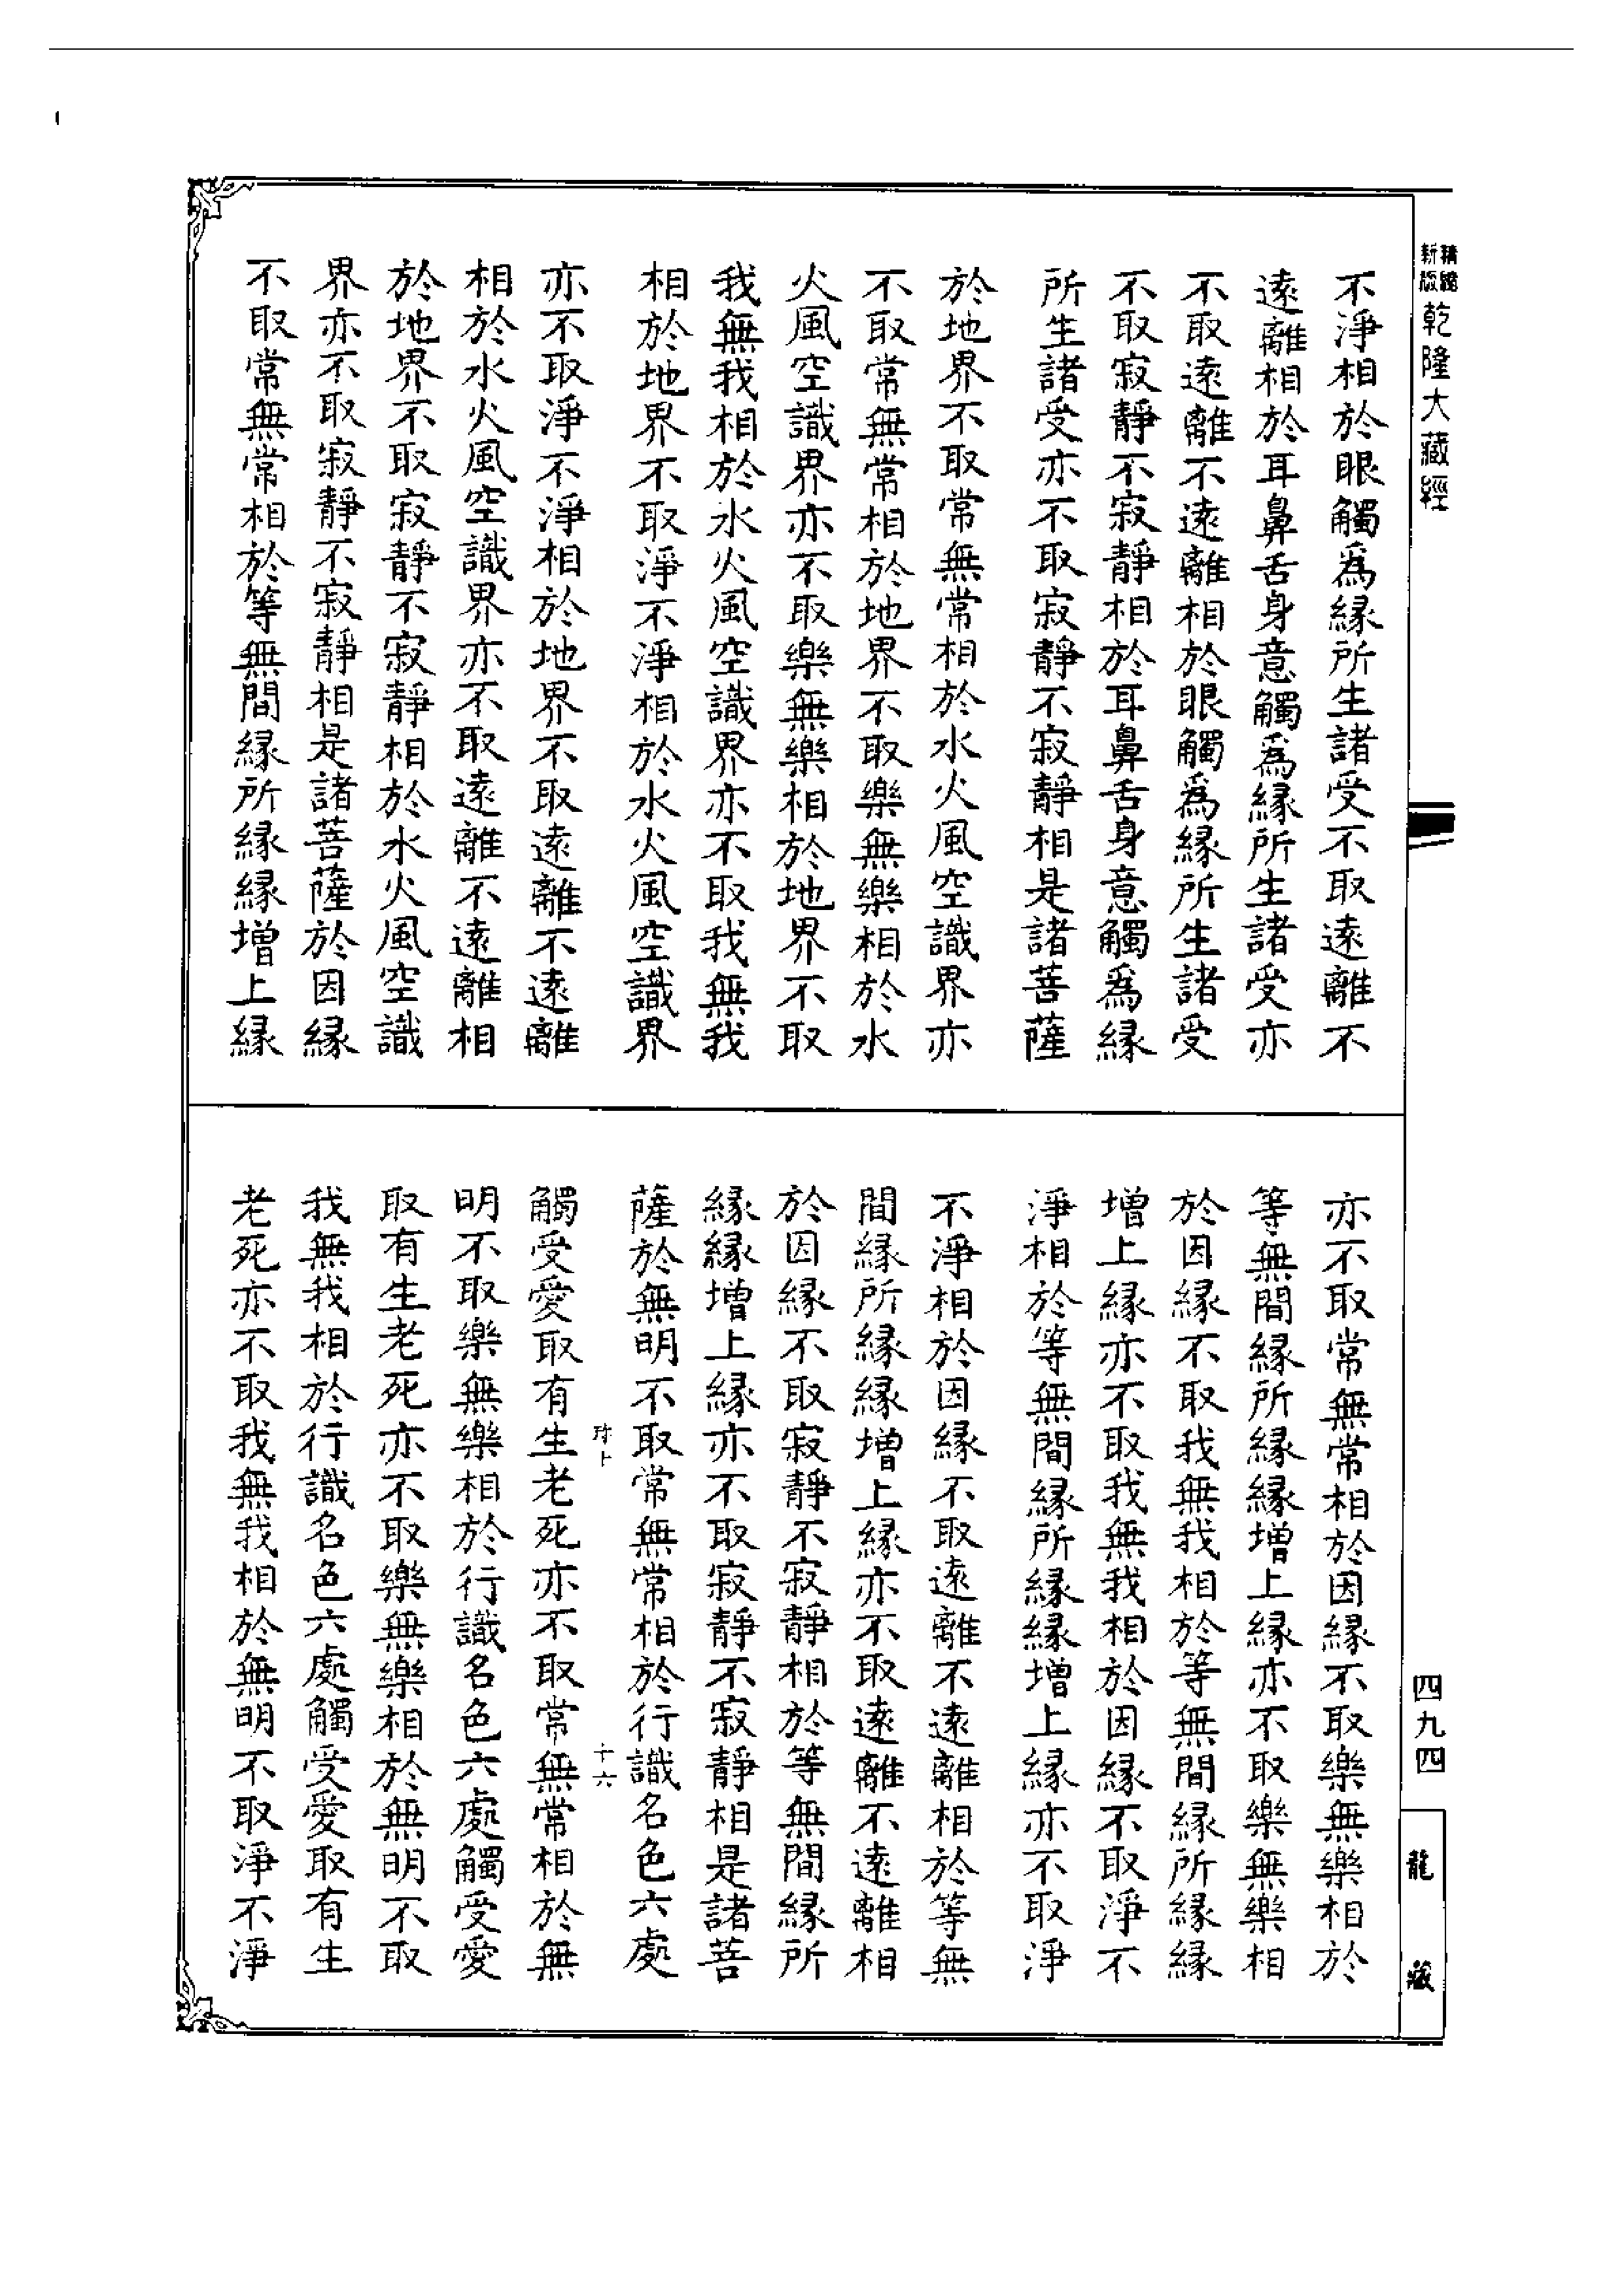 新版精縮乾隆大藏經
不淨相於眼觸爲緣所生諸受不取遠離不
遠離相於耳鼻舌身意觸爲緣所生諸受亦
不取遠離不遠離相於眼觸爲緣所生諸受
不取寂靜不寂靜相於耳鼻舌身意觸爲緣
所生諸受亦不取寂靜不寂靜相是諸菩薩
於地界不取常無常相於水火風空識界亦
不取常無常相於地界不取樂無樂相於水
火風空識界亦不取樂無樂相於地界不取
我無我相於水火風空識界亦不取我無我
相於地界不取淨不淨相於水火風空識界
亦不取淨不淨相於地界不取遠離不遠離
相於水火風空識界亦不取遠離不遠離相
於地界不取寂靜不寂靜相於水火風空識
界亦不取寂靜不寂靜相是諸菩薩於因緣
不取常無常相於等無間緣所緣緣增上緣
亦不取常無常相於因緣不取樂無樂相於
等無間緣所緣緣增上緣亦不取樂無樂相
於因緣不取我無我相於等無間緣所緣緣
增上緣亦不取我無我相於因緣不取淨不
淨相於等無間緣所緣緣增上緣亦不取淨
不淨相於因緣不取遠離不遠離相於等無
間緣所緣緣增上緣亦不取遠離不遠離相
於因緣不取寂靜不寂靜相於等無間緣所
緣緣增上緣亦不取寂靜不寂靜相是諸菩
薩於無明不取常無常相於行識名色六處
十六
觸受愛取有生老死亦不取常無常相於無
明不取樂無樂相於行識名色六處觸受愛
取有生老死亦不取樂無樂相於無明不取
我無我相於行識名色六處觸受愛取有生
老死亦不取我無我相於無明不取淨不淨
四九四
龍藏